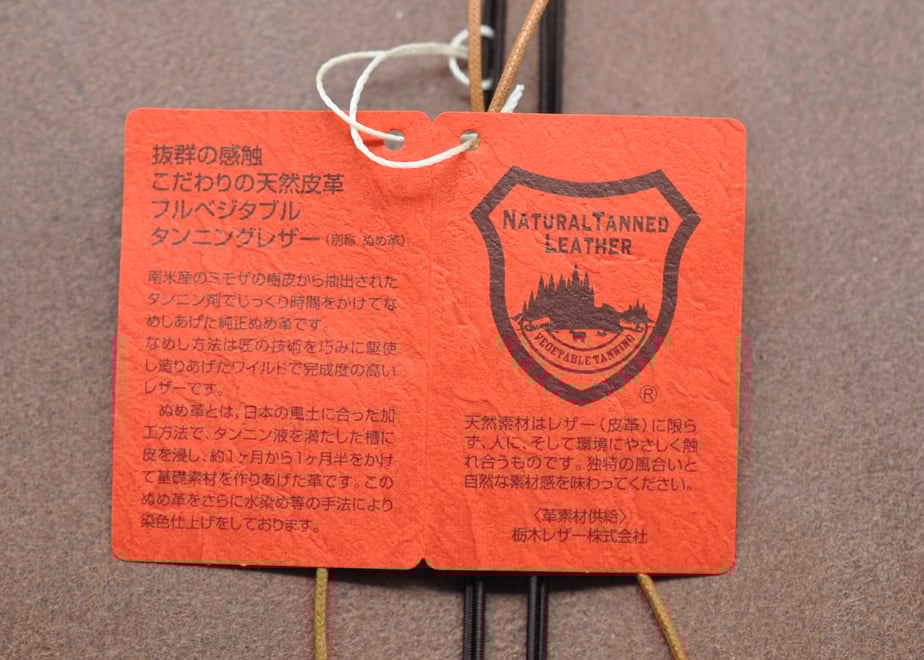 抜群の感触
こだわりの天然皮革
フルベジタブル
タンニングレザー（別称 ぬめ革）
南米産のミモザの樹皮から抽出された
タンニン剤でじっくり時間をかけてな
めしあげた純正ぬめ革です。
なめし方法は匠の技術を巧みに駆使
し造りあげたワイルドで完成度の高い
レザーです。
ぬめ革とは、日本の風土に合った加
工方法で、タンニン液を満たした槽に
皮を浸し、約1ヶ月から1ヶ月半をかけ
て基礎素材を作りあげた革です。この
ぬめ革をさらに水染め等の手法により
染色仕上げをしております。
NATURAL TANNED
LEATHER
VEGETABLE TANNING
®
天然素材はレザー（皮革）に限ら
ず、人に、そして環境にやさしく触
れ合うものです。独特の風合いと
自然な素材感を味わってください。
〈革素材供給〉
栃木レザー株式会社